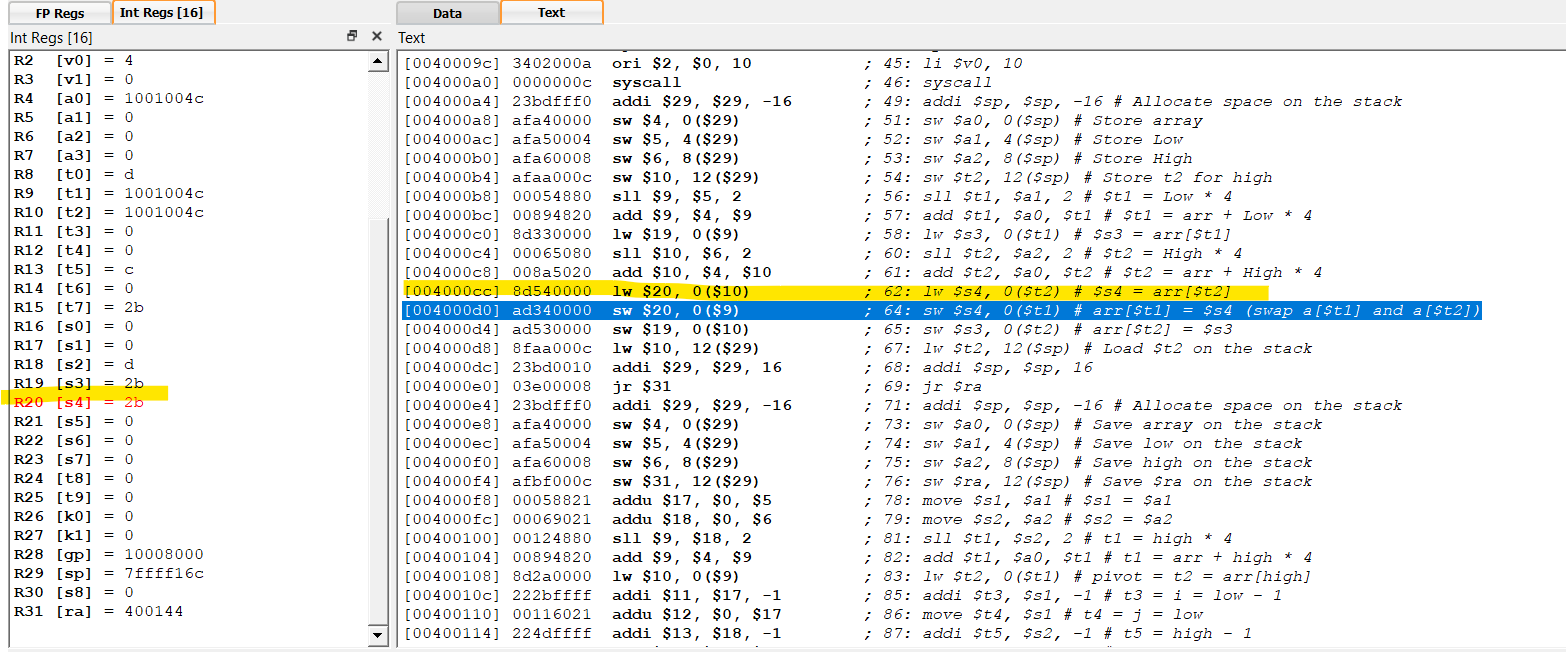 FP Regs
Int Regs [16]
Data
Text
Int Regs [16]
Text
R2 [v0] = 4
R3 [v1] = 0
R4 [a0] = 1001004c
R5 [a1] = 0
R6 [a2] = 0
R7 [a3] = 0
R8 [t0] = d
R9 [t1] = 1001004c
R10 [t2] = 1001004c
R11 [t3] = 0
R12 [t4] = 0
R13 [t5] = c
R14 [t6] = 0
R15 [t7] = 2b
R16 [s0] = 0
R17 [s1] = 0
R18 [s2] = d
R19 [s3] = 2b
R20 [s4] = 2b
R21 [s5] = 0
R22 [s6] = 0
R23 [s7] = 0
R24 [t8] = 0
R25 [t9] = 0
R26 [k0] = 0
R27 [k1] = 0
R28 [gp] = 10008000
R29 [sp] = 7ffff16c
R30 [s8] = 0
R31 [ra] = 400144
[0040009c] 3402000a ori $2, $0, 10 ; 45: li $v0, 10
[004000a0] 0000000c syscall ; 46: syscall
[004000a4] 23bdfff0 addi $29, $29, -16 ; 49: addi $sp, $sp, -16 # Allocate space on the stack
[004000a8] afa40000 sw $4, 0($29) ; 51: sw $a0, 0($sp) # Store array
[004000ac] afa50004 sw $5, 4($29) ; 52: sw $a1, 4($sp) # Store Low
[004000b0] afa60008 sw $6, 8($29) ; 53: sw $a2, 8($sp) # Store High
[004000b4] afaa000c sw $10, 12($29) ; 54: sw $t2, 12($sp) # Store t2 for high
[004000b8] 00054880 sll $9, $5, 2 ; 56: sll $t1, $a1, 2 # $t1 = Low * 4
[004000bc] 00894820 add $9, $4, $9 ; 57: add $t1, $a0, $t1 # $t1 = arr + Low * 4
[004000c0] 8d330000 lw $19, 0($9) ; 58: lw $s3, 0($t1) # $s3 = arr[$t1]
[004000c4] 00065080 sll $10, $6, 2 ; 60: sll $t2, $a2, 2 # $t2 = High * 4
[004000c8] 008a5020 add $10, $4, $10 ; 61: add $t2, $a0, $t2 # $t2 = arr + High * 4
[004000cc] 8d540000 lw $20, 0($10) ; 62: lw $s4, 0($t2) # $s4 = arr[$t2]
[004000d0] ad340000 sw $20, 0($9) ; 64: sw $s4, 0($t1) # arr[$t1] = $s4 (swap a[$t1] and a[$t2])
[004000d4] ad530000 sw $19, 0($10) ; 65: sw $s3, 0($t2) # arr[$t2] = $s3
[004000d8] 8faa000c lw $10, 12($29) ; 67: lw $t2, 12($sp) # Load $t2 on the stack
[004000dc] 23bd0010 addi $29, $29, 16 ; 68: addi $sp, $sp, 16
[004000e0] 03e00008 jr $31 ; 69: jr $ra
[004000e4] 23bdfff0 addi $29, $29, -16 ; 71: addi $sp, $sp, -16 # Allocate space on the stack
[004000e8] afa40000 sw $4, 0($29) ; 73: sw $a0, 0($sp) # Save array on the stack
[004000ec] afa50004 sw $5, 4($29) ; 74: sw $a1, 4($sp) # Save low on the stack
[004000f0] afa60008 sw $6, 8($29) ; 75: sw $a2, 8($sp) # Save high on the stack
[004000f4] afbf000c sw $31, 12($29) ; 76: sw $ra, 12($sp) # Save $ra on the stack
[004000f8] 00058821 addu $17, $0, $5 ; 78: move $s1, $a1 # $s1 = $a1
[004000fc] 00069021 addu $18, $0, $6 ; 79: move $s2, $a2 # $s2 = $a2
[00400100] 00124880 sll $9, $18, 2 ; 81: sll $t1, $s2, 2 # t1 = high * 4
[00400104] 00894820 add $9, $4, $9 ; 82: add $t1, $a0, $t1 # t1 = arr + high * 4
[00400108] 8d2a0000 lw $10, 0($9) ; 83: lw $t2, 0($t1) # pivot = t2 = arr[high]
[0040010c] 222bffff addi $11, $17, -1 ; 85: addi $t3, $s1, -1 # t3 = i = low - 1
[00400110] 00116021 addu $12, $0, $17 ; 86: move $t4, $s1 # t4 = j = low
[00400114] 224dffff addi $13, $18, -1 ; 87: addi $t5, $s2, -1 # t5 = high - 1